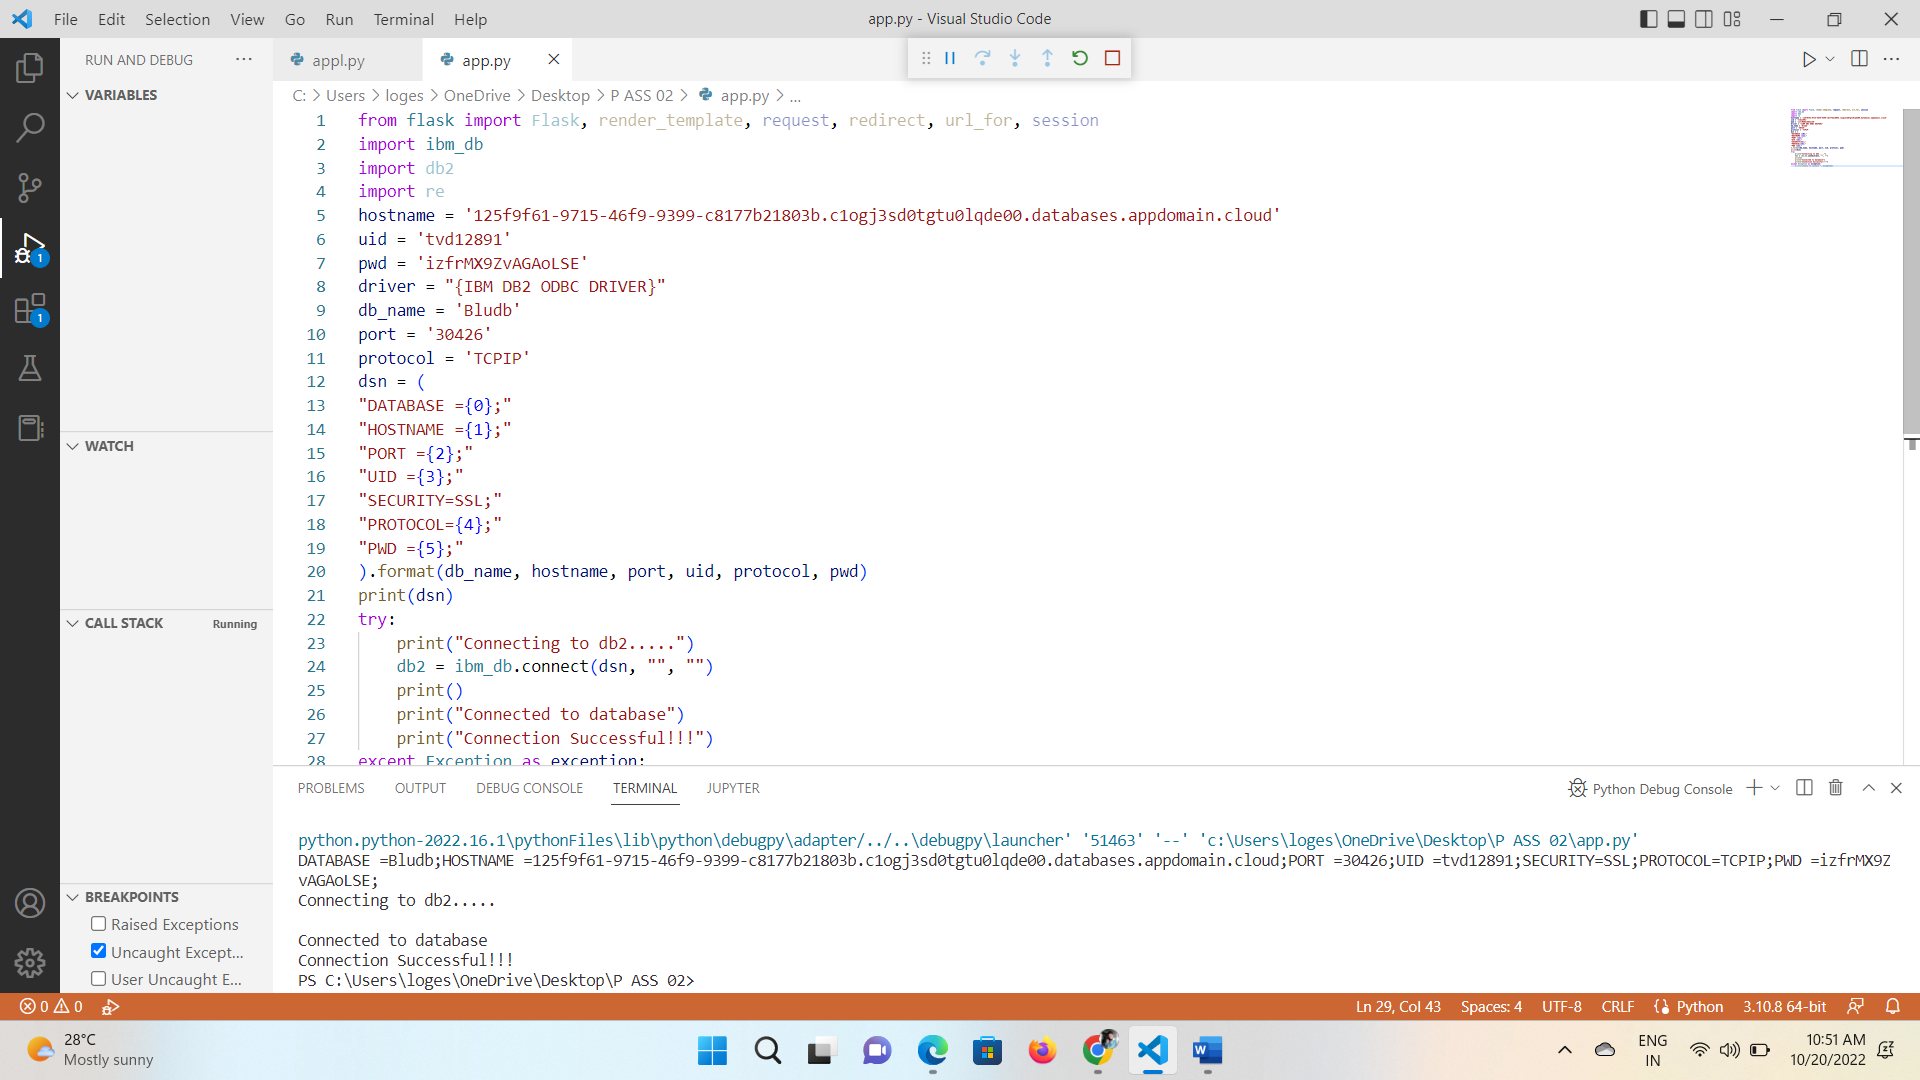 File Edit Selection View Go Run Terminal Help
app.py - Visual Studio Code
RUN AND DEBUG ...
appl.py
app.py
C: > Users > loges > OneDrive > Desktop > P ASS 02 > app.py > ...
VARIABLES
WATCH
CALL STACK Running
BREAKPOINTS
Raised Exceptions
Uncaught Except...
User Uncaught E...
1
1
1 from flask import Flask, render_template, request, redirect, url_for, session
2 import ibm_db
3 import db2
4 import re
5 hostname = '125f9f61-9715-46f9-9399-c8177b21803b.c1ogj3sd0tgtu0lqde00.databases.appdomain.cloud'
6 uid = 'tvd12891'
7 pwd = 'izfrMX9ZvAGAoLSE'
8 driver = "{IBM DB2 ODBC DRIVER}"
9 db_name = 'Bludb'
10 port = '30426'
11 protocol = 'TCPIP'
12 dsn = (
13 "DATABASE ={0};"
14 "HOSTNAME ={1};"
15 "PORT ={2};"
16 "UID ={3};"
17 "SECURITY=SSL;"
18 "PROTOCOL={4};"
19 "PWD ={5};"
20 ).format(db_name, hostname, port, uid, protocol, pwd)
21 print(dsn)
22 try:
23     print("Connecting to db2.....")
24     db2 = ibm_db.connect(dsn, "", "")
25     print()
26     print("Connected to database")
27     print("Connection Successful!!!")
28 except Exception as exception:
PROBLEMS OUTPUT DEBUG CONSOLE TERMINAL JUPYTER
Python Debug Console
python.python-2022.16.1\pythonFiles\lib\python\debugpy\adapter/../..\debugpy\launcher' '51463' '--' 'c:\Users\loges\OneDrive\Desktop\P ASS 02\app.py'
DATABASE =Bludb;HOSTNAME =125f9f61-9715-46f9-9399-c8177b21803b.c1ogj3sd0tgtu0lqde00.databases.appdomain.cloud;PORT =30426;UID =tvd12891;SECURITY=SSL;PROTOCOL=TCPIP;PWD =izfrMX9Z
vAGAoLSE;
Connecting to db2.....
Connected to database
Connection Successful!!!
PS C:\Users\loges\OneDrive\Desktop\P ASS 02>
0 0
Ln 29, Col 43 Spaces: 4 UTF-8 CRLF Python 3.10.8 64-bit
28°C
Mostly sunny
ENG
IN
10:51 AM
10/20/2022